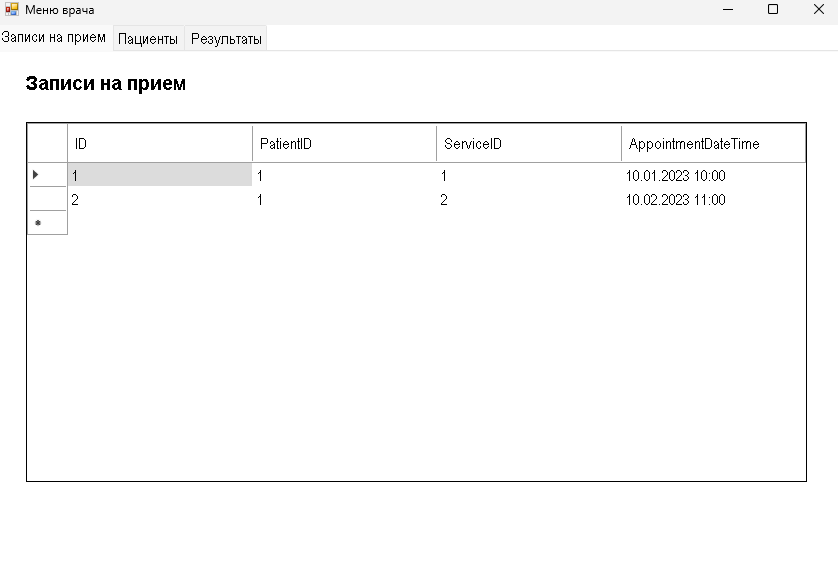 Меню врача
Записи на прием Пациенты Результаты
Записи на прием
ID PatientID ServiceID AppointmentDateTime
1 1 1 10.01.2023 10:00
2 1 2 10.02.2023 11:00